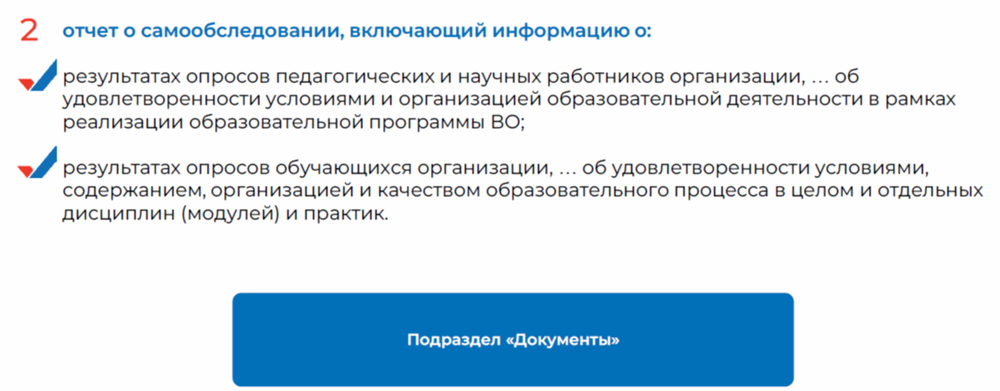 2 отчет о самообследовании, включающий информацию о:
результатах опросов педагогических и научных работников организации, … об
удовлетворенности условиями и организацией образовательной деятельности в рамках
реализации образовательной программы ВО;
результатах опросов обучающихся организации, … об удовлетворенности условиями,
содержанием, организацией и качеством образовательного процесса в целом и отдельных
дисциплин (модулей) и практик.
Подраздел «Документы»